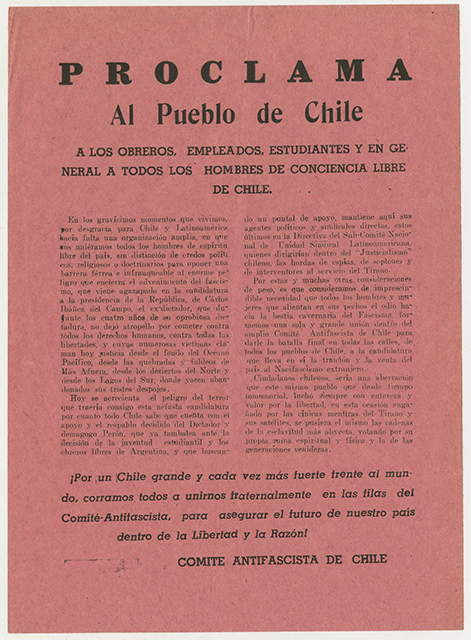 PROCLAMA
Al Pueblo de Chile
A LOS OBREROS, EMPLEADOS, ESTUDIANTES Y EN GE-
NERAL A TODOS LOS HOMBRES DE CONCIENCIA LIBRE
DE CHILE.
En los gravísimos momentos que vivimos,
por desgracia para Chile y Latinoamérica
hacía falta una organización amplia, en que
nos uniéramos todos los hombres de espíritu
libre del país, sin distinción de credos políti-
cos, religiosos o doctrinarios para oponer una
barrera férrea e infranqueable al enorme pe-
ligro que encierra el advenimiento del fascis-
mo, que viene agazapado en la candidatura
a la presidencia de la República, de Cárlos
Ibáñez del Campo, el exdictador, que du-
rante los cuatro años de su oprobiosa dic-
tadura, no dejó atropello por cometer contra
todos los derechos humanos, contra todas las
libertades, y cuyas numerosas víctimas cla-
man hoy justicia desde el fondo del Océano
Pacífico, desde las quebradas y faldeos de
Más Afuera, desde los desiertos del Norte y
desde los Lagos del Sur, donde yacen aban-
donados sus tristes despojos.
Hoy se acrecienta el peligro del terror
que traería consigo esta nefasta candidatura
por cuanto todo Chile sabe que cuenta con el
apoyo y el respaldo decidido del Dictador y
demagogo Perón, que ya tambalea ante la
decisión de la juventud estudiantil y los
obreros libres de Argentina, y que buscan-
do un puntal de apoyo, mantiene aquí sus
agentes políticos y sindicales directos, estos
últimos en la Directiva del Sub-Comité Nacio-
nal de Unidad Sindical Latinoamericana,
quienes dirigirían dentro del "Justicialismo"
chileno, las hordas de espías, de soplones y
de interventores al servicio del Tirano.
Por estas y muchas otras consideraciones
de peso, es que consideramos de imprescin-
dible necesidad que todos los hombres y mu-
jeres que alientan en sus pechos el odio ha-
cia la bestia cavernaria del Fascismo, for-
memos una sola y grande unión dentro del
amplio Comité Antifascista de Chile para
darle la batalla final en todas las calles, de
todos los pueblos de Chile, a la candidatura
que lleva en sí la traición y la venta del
país al Nacifascismo extranjero.
Ciudadanos chilenos, sería una aberración
que este mismo pueblo que desde tiempo
inmemorial, luchó siempre con entereza y
valor por la libertad, en esta ocasión enga-
ñado por las cínicas mentiras del Tirano y
sus satélites, se pusiera él mismo las cadenas
de la esclavitud más abyecta, votando por su
propia ruina espiritual y física y la de las
generaciones venideras.
¡Por un Chile grande y cada vez más fuerte frente al mun-
do, corramos todos a unirnos fraternalmente en las filas del
Comité-Antifascista, para asegurar el futuro de nuestro país
dentro de la Libertad y la Razón!
COMITE ANTIFASCISTA DE CHILE